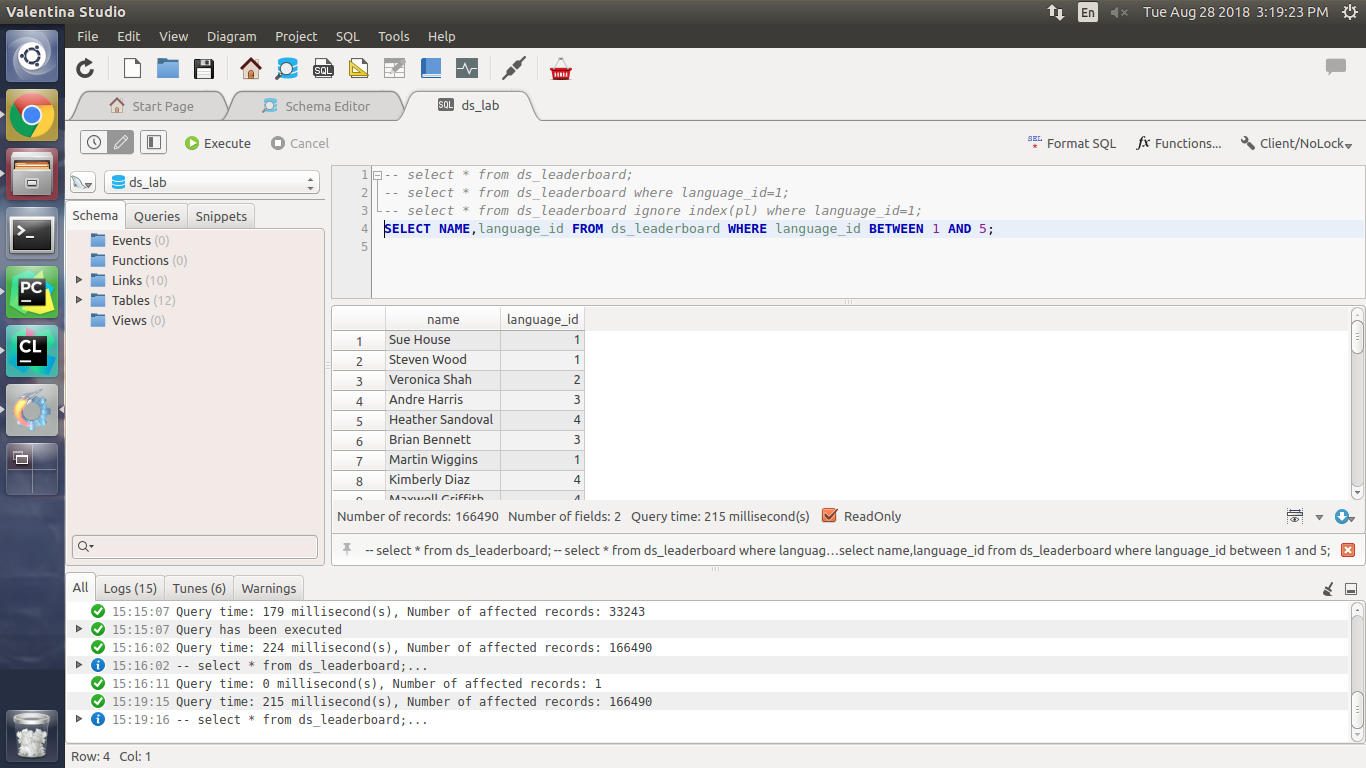 Valentina Studio
En
Tue Aug 28 2018 3:19:23 PM
File Edit View Diagram Project SQL Tools Help
SQL
Start Page
Schema Editor
SQL ds_lab
Execute
Cancel
SEL Format SQL
fx Functions...
Client/NoLock
ds_lab
Schema Queries Snippets
Events (0)
Functions (0)
Links (10)
Tables (12)
Views (0)
PC
CL
1 -- select * from ds_leaderboard;
2 -- select * from ds_leaderboard where language_id=1;
3 -- select * from ds_leaderboard ignore index(pl) where language_id=1;
4 SELECT NAME,language_id FROM ds_leaderboard WHERE language_id BETWEEN 1 AND 5;
5
name language_id
1 Sue House 1
2 Steven Wood 1
3 Veronica Shah 2
4 Andre Harris 3
5 Heather Sandoval 4
6 Brian Bennett 3
7 Martin Wiggins 1
8 Kimberly Diaz 4
9 Maxwell Griffith 4
Number of records: 166490 Number of fields: 2 Query time: 215 millisecond(s) ReadOnly
-- select * from ds_leaderboard; -- select * from ds_leaderboard where languag...select name,language_id from ds_leaderboard where language_id between 1 and 5;
All Logs (15) Tunes (6) Warnings
15:15:07 Query time: 179 millisecond(s), Number of affected records: 33243
15:15:07 Query has been executed
15:16:02 Query time: 224 millisecond(s), Number of affected records: 166490
15:16:02 -- select * from ds_leaderboard;...
15:16:11 Query time: 0 millisecond(s), Number of affected records: 1
15:19:15 Query time: 215 millisecond(s), Number of affected records: 166490
15:19:16 -- select * from ds_leaderboard;...
Row: 4 Col: 1